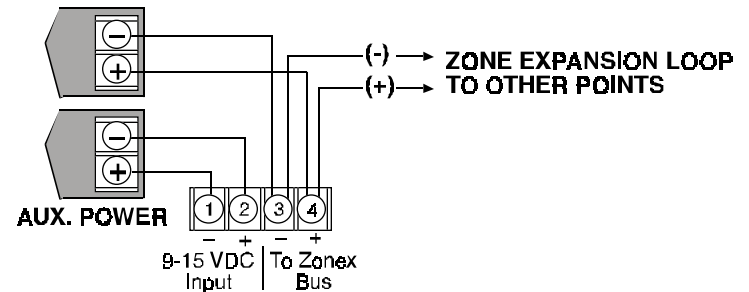 −
+
(-)
ZONE EXPANSION LOOP
(+)
TO OTHER POINTS
−
+
AUX. POWER
1 2 3 4
− + − +
9-15 VDC To Zonex
Input Bus